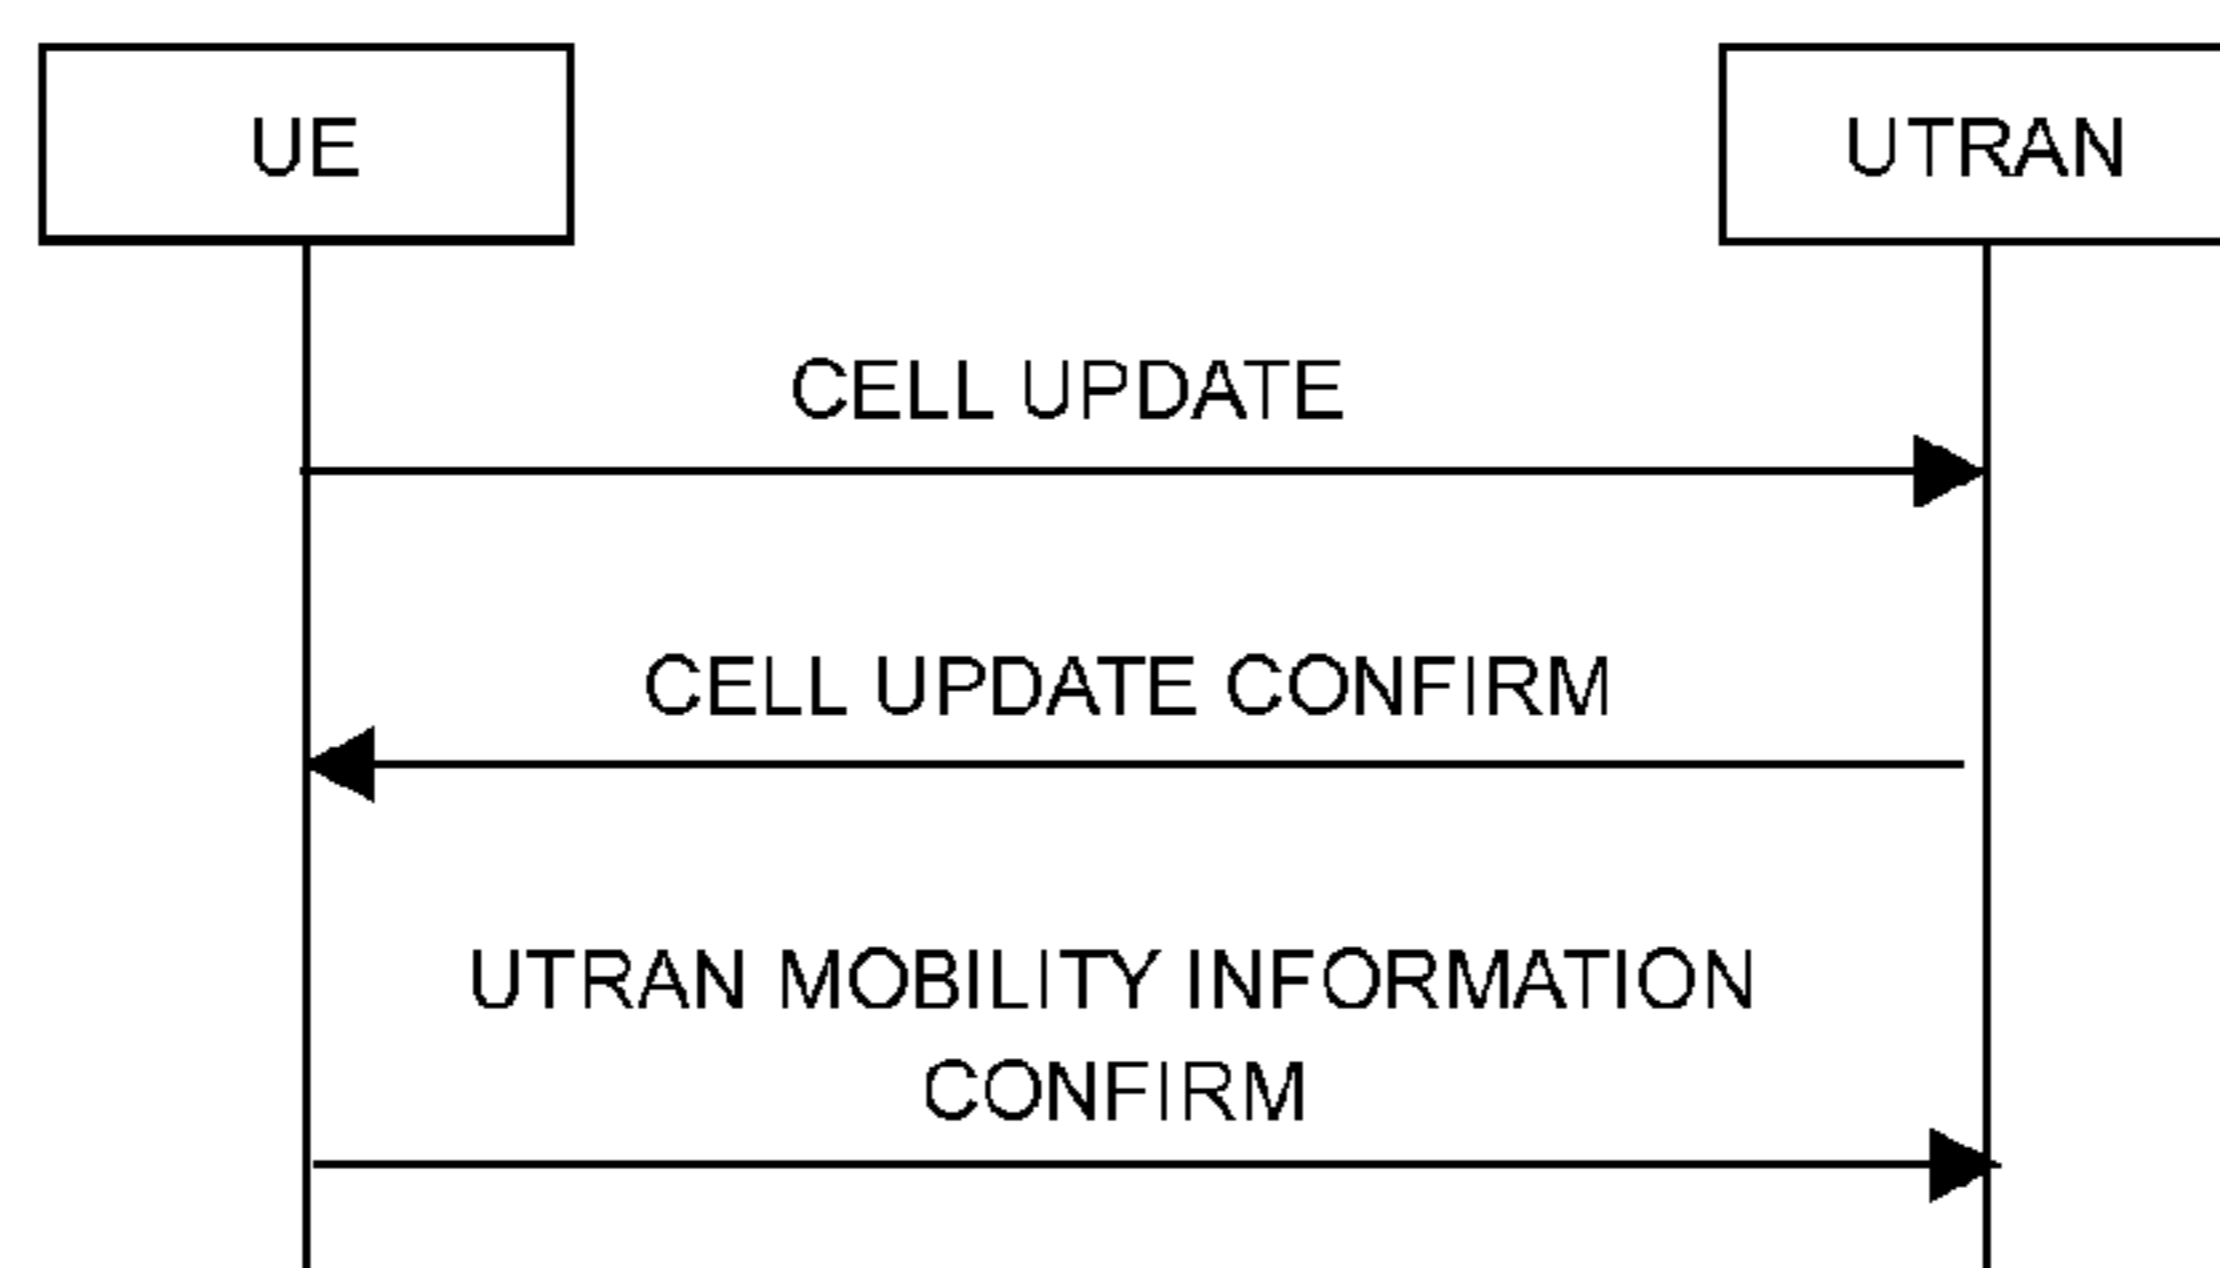 UE
UTRAN
CELL UPDATE
CELL UPDATE CONFIRM
UTRAN MOBILITY INFORMATION
CONFIRM